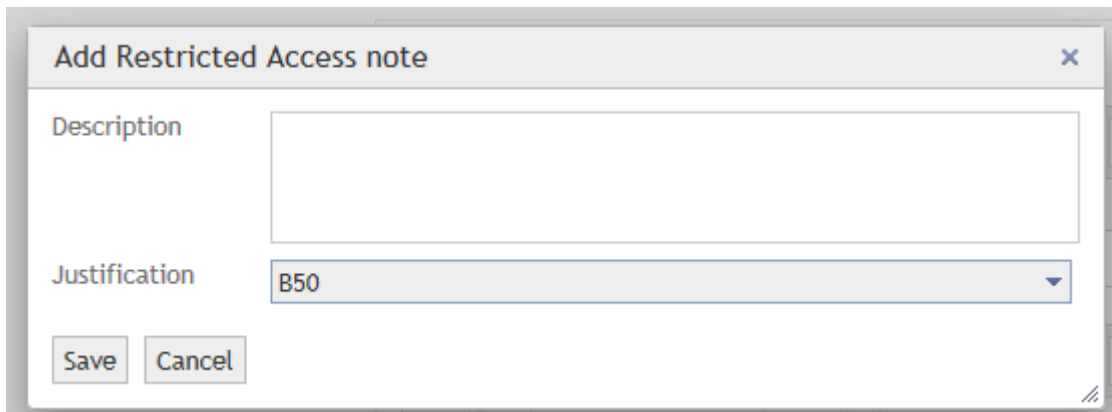 Add Restricted Access note
Description
Justification
B50
Save
Cancel